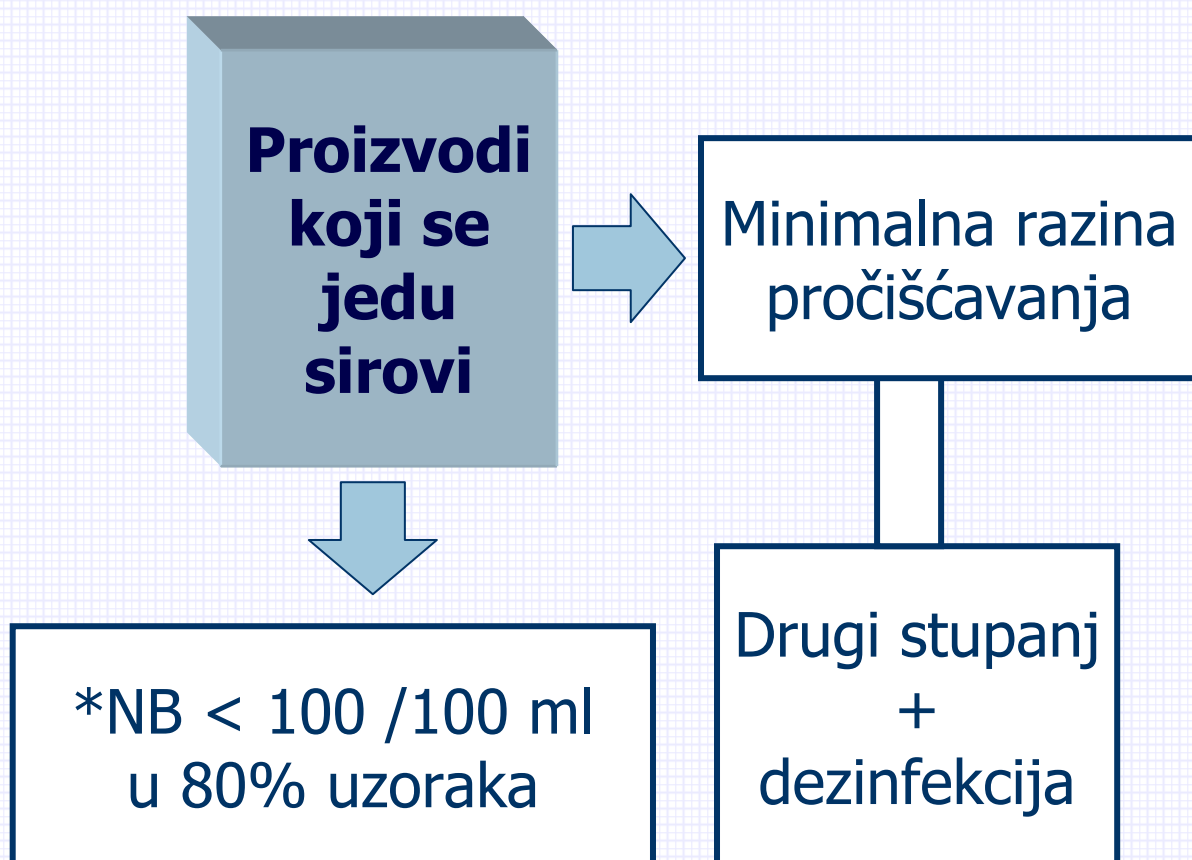 Proizvodi
koji se
jedu
sirovi
Minimalna razina
pročišćavanja
*NB < 100 /100 ml
u 80% uzoraka
Drugi stupanj
+
dezinfekcija